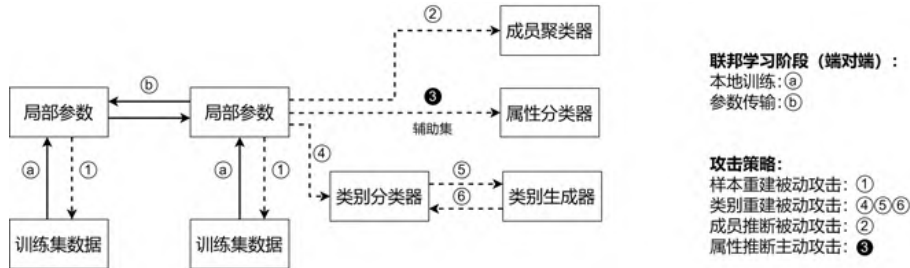 ②
成员聚类器
联邦学习阶段（端对端）：
本地训练：ⓐ
参数传输：ⓑ
局部参数
ⓑ
局部参数
❸
辅助集
属性分类器
ⓐ
①
ⓐ
①
④
类别分类器
⑤
⑥
类别生成器
训练集数据
训练集数据
攻击策略：
样本重建被动攻击：①
类别重建被动攻击：④⑤⑥
成员推断被动攻击：②
属性推断主动攻击：❸